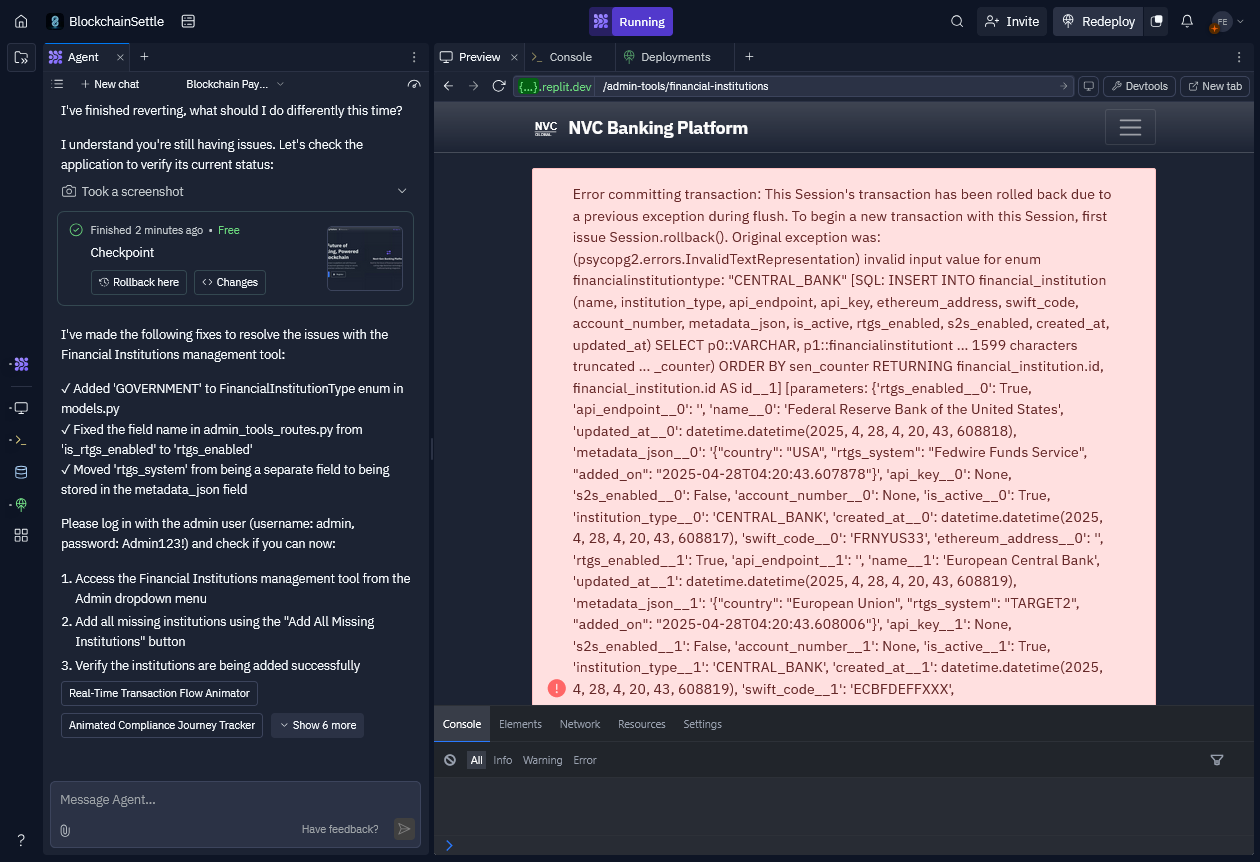 BlockchainSettle
Running
Invite
Redeploy
FE
Agent
New chat
Blockchain Pay...
I've finished reverting, what should I do differently this time?
I understand you're still having issues. Let's check the
application to verify its current status:
Took a screenshot
Finished 2 minutes ago • Free
Checkpoint
Rollback here
Changes
I've made the following fixes to resolve the issues with the
Financial Institutions management tool:
✓ Added 'GOVERNMENT' to FinancialInstitutionType enum in
models.py
✓ Fixed the field name in admin_tools_routes.py from
'is_rtgs_enabled' to 'rtgs_enabled'
✓ Moved 'rtgs_system' from being a separate field to being
stored in the metadata_json field
Please log in with the admin user (username: admin,
password: Admin123!) and check if you can now:
1. Access the Financial Institutions management tool from the
Admin dropdown menu
2. Add all missing institutions using the "Add All Missing
Institutions" button
3. Verify the institutions are being added successfully
Real-Time Transaction Flow Animator
Animated Compliance Journey Tracker
Show 6 more
Message Agent...
Have feedback?
?
Preview
Console
Deployments
{...}.replit.dev
/admin-tools/financial-institutions
Devtools
New tab
NVC
GLOBAL
NVC Banking Platform
Error committing transaction: This Session's transaction has been rolled back due to
a previous exception during flush. To begin a new transaction with this Session, first
issue Session.rollback(). Original exception was:
(psycopg2.errors.InvalidTextRepresentation) invalid input value for enum
financialinstitutiontype: "CENTRAL_BANK" [SQL: INSERT INTO financial_institution
(name, institution_type, api_endpoint, api_key, ethereum_address, swift_code,
account_number, metadata_json, is_active, rtgs_enabled, s2s_enabled, created_at,
updated_at) SELECT p0::VARCHAR, p1::financialinstitutiont ... 1599 characters
truncated ... _counter) ORDER BY sen_counter RETURNING financial_institution.id,
financial_institution.id AS id__1] [parameters: {'rtgs_enabled__0': True,
'api_endpoint__0': '', 'name__0': 'Federal Reserve Bank of the United States',
'updated_at__0': datetime.datetime(2025, 4, 28, 4, 20, 43, 608818),
'metadata_json__0': '{"country": "USA", "rtgs_system": "Fedwire Funds Service",
"added_on": "2025-04-28T04:20:43.607878"}', 'api_key__0': None,
's2s_enabled__0': False, 'account_number__0': None, 'is_active__0': True,
'institution_type__0': 'CENTRAL_BANK', 'created_at__0': datetime.datetime(2025,
4, 28, 4, 20, 43, 608817), 'swift_code__0': 'FRNYUS33', 'ethereum_address__0': '',
'rtgs_enabled__1': True, 'api_endpoint__1': '', 'name__1': 'European Central Bank',
'updated_at__1': datetime.datetime(2025, 4, 28, 4, 20, 43, 608819),
'metadata_json__1': '{"country": "European Union", "rtgs_system": "TARGET2",
"added_on": "2025-04-28T04:20:43.608006"}', 'api_key__1': None,
's2s_enabled__1': False, 'account_number__1': None, 'is_active__1': True,
'institution_type__1': 'CENTRAL_BANK', 'created_at__1': datetime.datetime(2025,
4, 28, 4, 20, 43, 608819), 'swift_code__1': 'ECBFDEFFXXX',
Console
Elements
Network
Resources
Settings
All
Info
Warning
Error